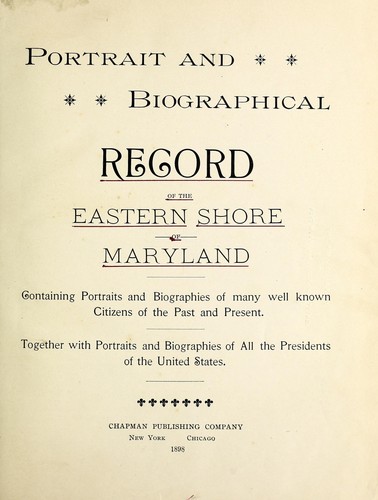 PORTRAIT AND
BIOGRAPHICAL
RECORD
OF THE
EASTERN SHORE
OF
MARYLAND
Containing Portraits and Biographies of many well known
Citizens of the Past and Present.
Together with Portraits and Biographies of All the Presidents
of the United States.
CHAPMAN PUBLISHING COMPANY
NEW YORK CHICAGO
1898